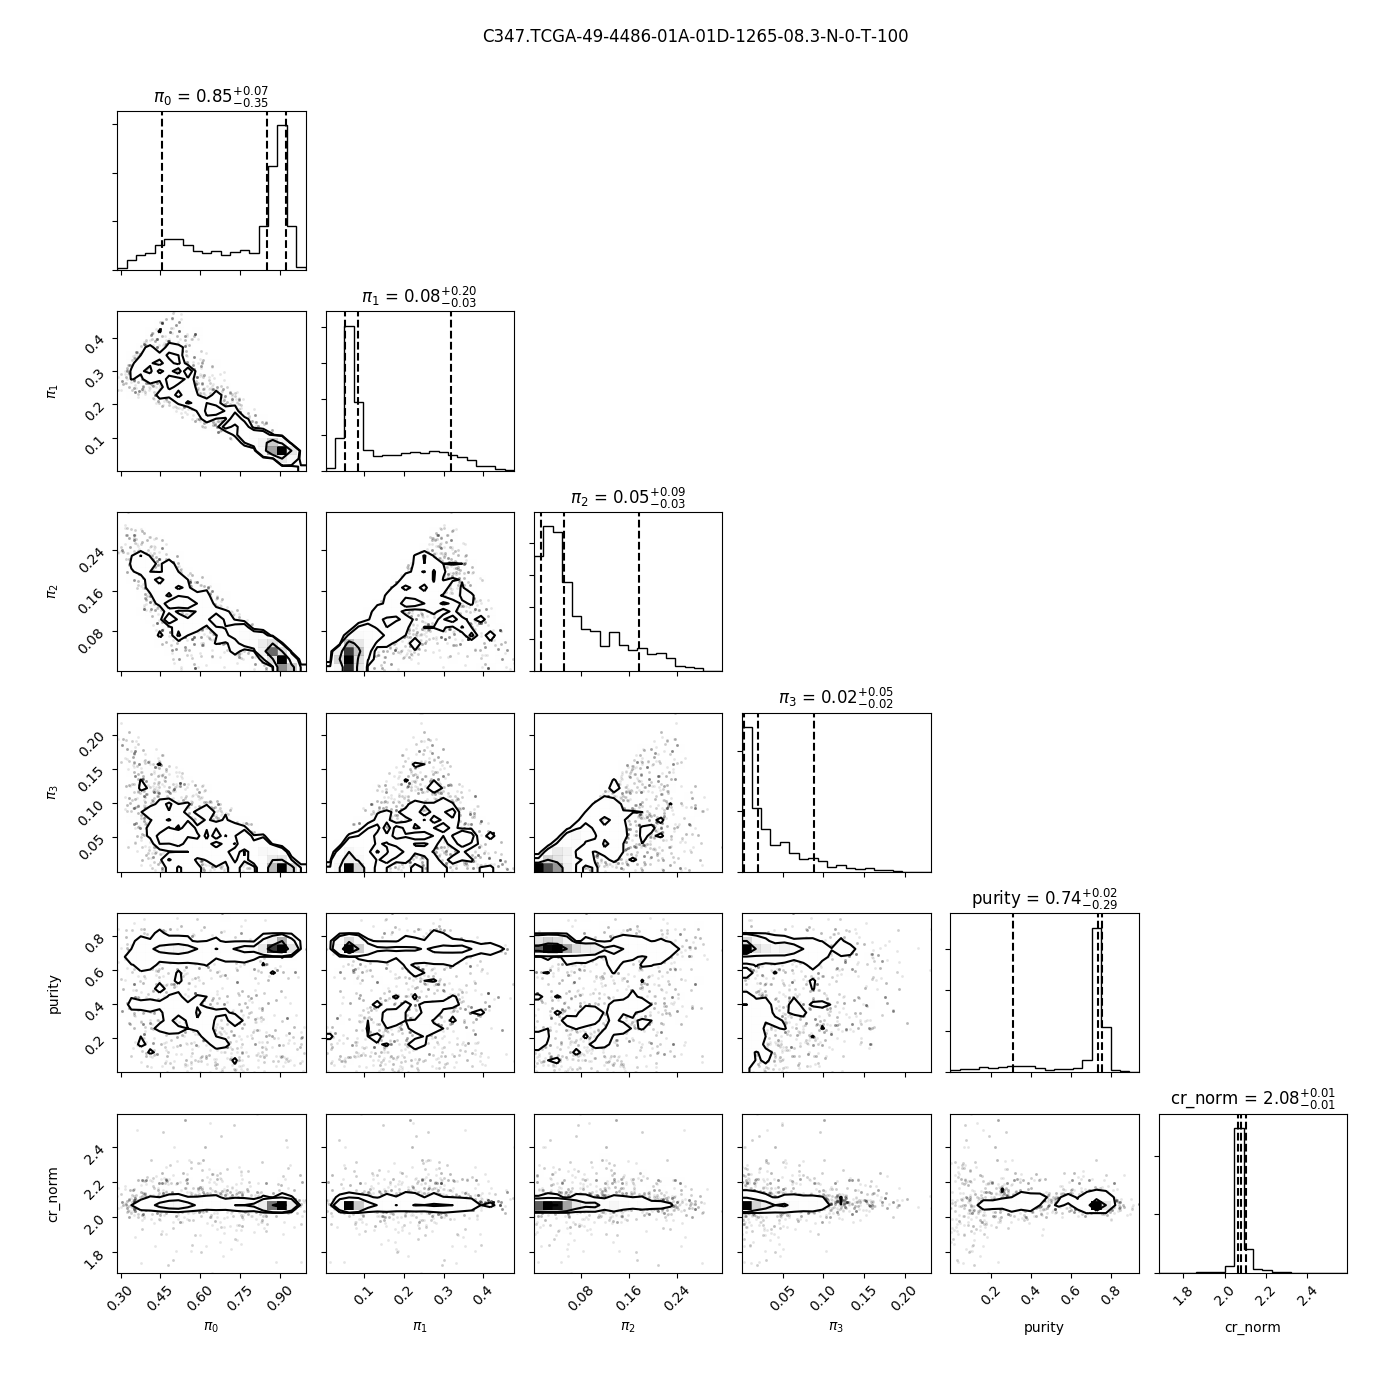 C347.TCGA-49-4486-01A-01D-1265-08.3-N-0-T-100
π0 = 0.85+0.07−0.35
π1 = 0.08+0.20−0.03
0.4
0.3
0.2
0.1
π1
π2 = 0.05+0.09−0.03
0.24
0.16
0.08
π2
π3 = 0.02+0.05−0.02
0.20
0.15
0.10
0.05
π3
purity = 0.74+0.02−0.29
0.8
0.6
0.4
0.2
purity
cr_norm = 2.08+0.01−0.01
2.4
2.2
2.0
1.8
cr_norm
0.30 0.45 0.60 0.75 0.90 0.1 0.2 0.3 0.4 0.08 0.16 0.24 0.05 0.10 0.15 0.20 0.2 0.4 0.6 0.8 1.8 2.0 2.2 2.4
π0 π1 π2 π3 purity cr_norm